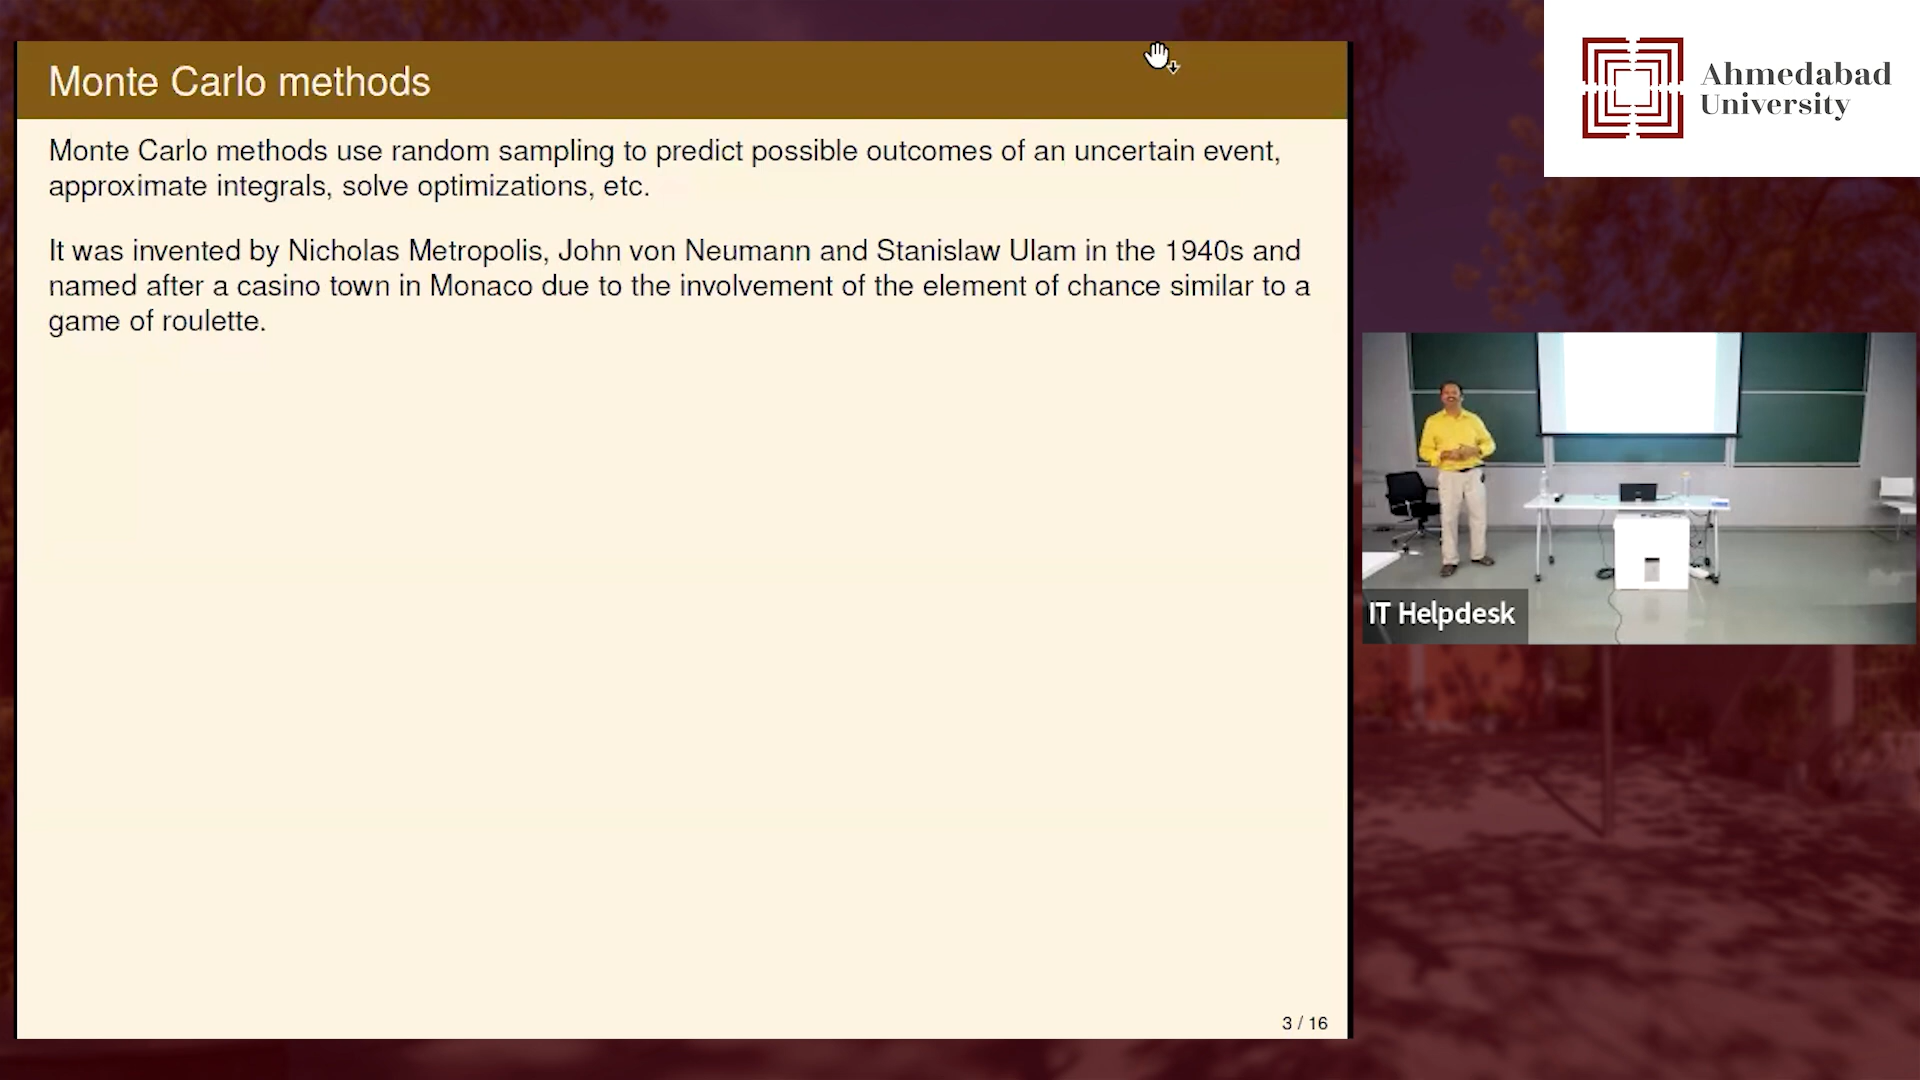 Monte Carlo methods
Monte Carlo methods use random sampling to predict possible outcomes of an uncertain event,
approximate integrals, solve optimizations, etc.
It was invented by Nicholas Metropolis, John von Neumann and Stanislaw Ulam in the 1940s and
named after a casino town in Monaco due to the involvement of the element of chance similar to a
game of roulette.
3 / 16
Ahmedabad
University
IT Helpdesk